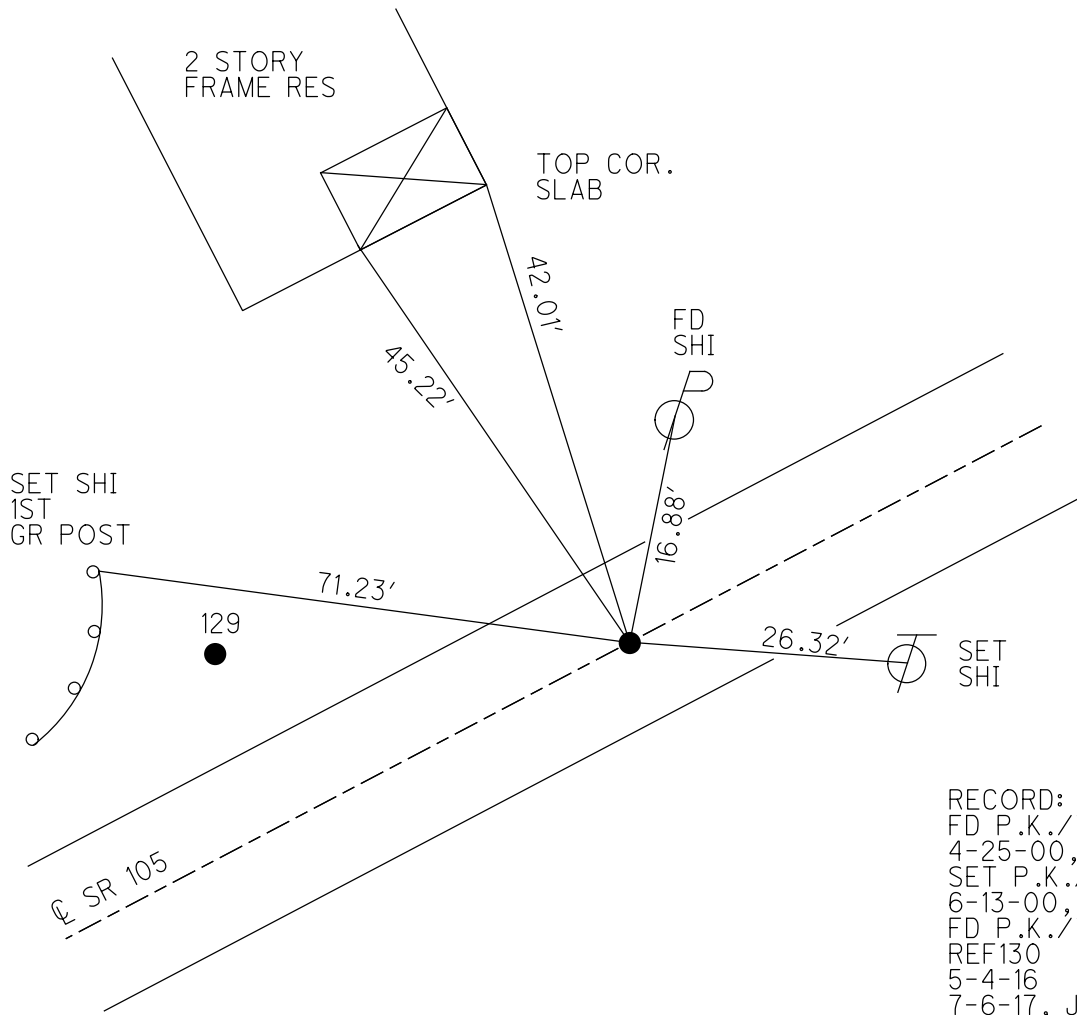 2 STORY
FRAME RES
TOP COR.
SLAB
42.01'
45.22'
FD
SHI
16.88'
SET SHI
1ST
GR POST
71.23'
129
26.32'
SET
SHI
℄ SR 105
RECORD:
FD P.K./
4-25-00,
SET P.K./
6-13-00,
FD P.K./
REF130
5-4-16
7-6-17, J